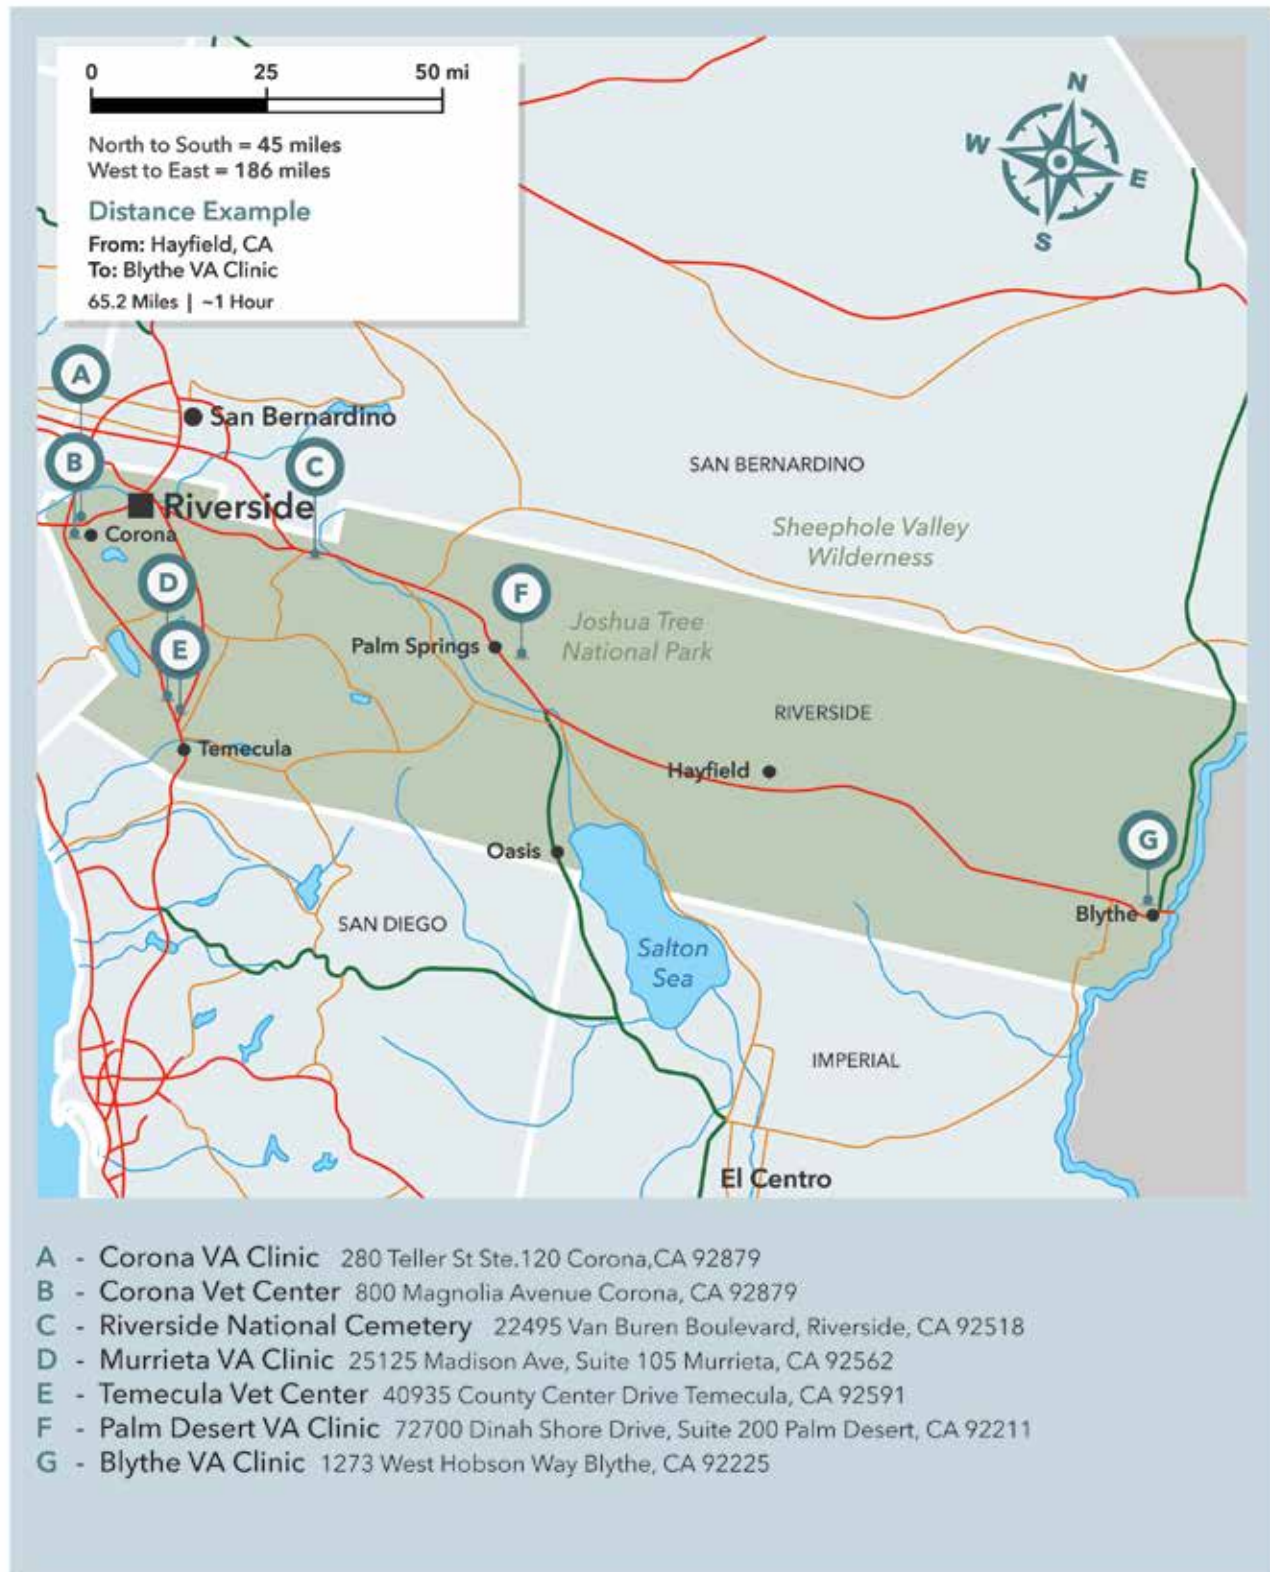 0 25 50 mi
North to South = 45 miles
West to East = 186 miles
Distance Example
From: Hayfield, CA
To: Blythe VA Clinic
65.2 Miles | ~1 Hour
N
W
E
S
A
San Bernardino
B
C
SAN BERNARDINO
Riverside
Corona
Sheephole Valley
Wilderness
D
F
Joshua Tree
National Park
E
Palm Springs
RIVERSIDE
Temecula
Hayfield
G
Oasis
Blythe
SAN DIEGO
Salton
Sea
IMPERIAL
El Centro
A - Corona VA Clinic 280 Teller St Ste.120 Corona,CA 92879
B - Corona Vet Center 800 Magnolia Avenue Corona, CA 92879
C - Riverside National Cemetery 22495 Van Buren Boulevard, Riverside, CA 92518
D - Murrieta VA Clinic 25125 Madison Ave, Suite 105 Murrieta, CA 92562
E - Temecula Vet Center 40935 County Center Drive Temecula, CA 92591
F - Palm Desert VA Clinic 72700 Dinah Shore Drive, Suite 200 Palm Desert, CA 92211
G - Blythe VA Clinic 1273 West Hobson Way Blythe, CA 92225